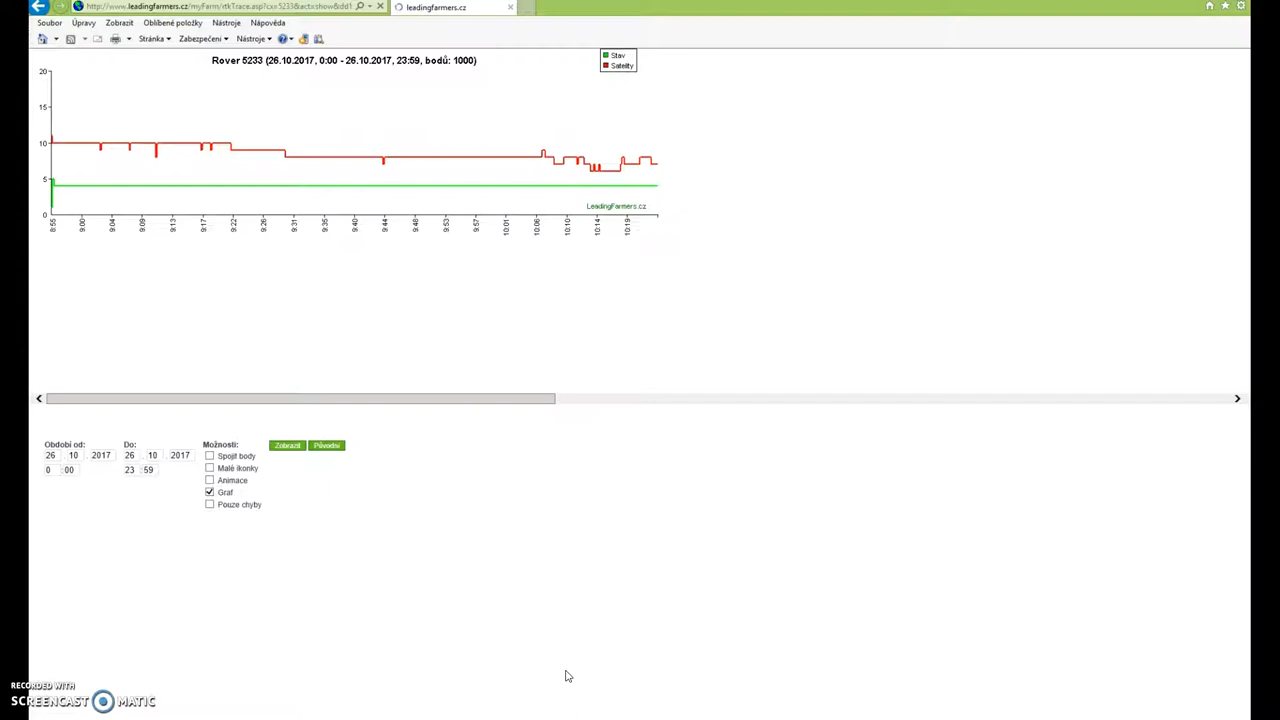 http://www.leadingfarmers.cz/myFarm/rtkTrace.asp?cx=5233&act=show&dd1
leadingfarmers.cz
Soubor Úpravy Zobrazit Oblíbené položky Nástroje Nápověda
Stránka Zabezpečení Nástroje
Rover 5233 (26.10.2017, 0:00 - 26.10.2017, 23:59, bodů: 1000)
Stav
Satelity
20
15
10
5
0
LeadingFarmers.cz
8:55 9:00 9:04 9:09 9:13 9:17 9:22 9:26 9:31 9:35 9:40 9:44 9:48 9:53 9:57 10:01 10:06 10:10 10:14 10:19
Období od: Do: Možnosti: Zobrazit Původní
26 . 10 . 2017 26 . 10 . 2017 Spojit body
0 :00 23 : 59 Malé ikonky
Animace
Graf
Pouze chyby
RECORDED WITH
SCREENCAST MATIC